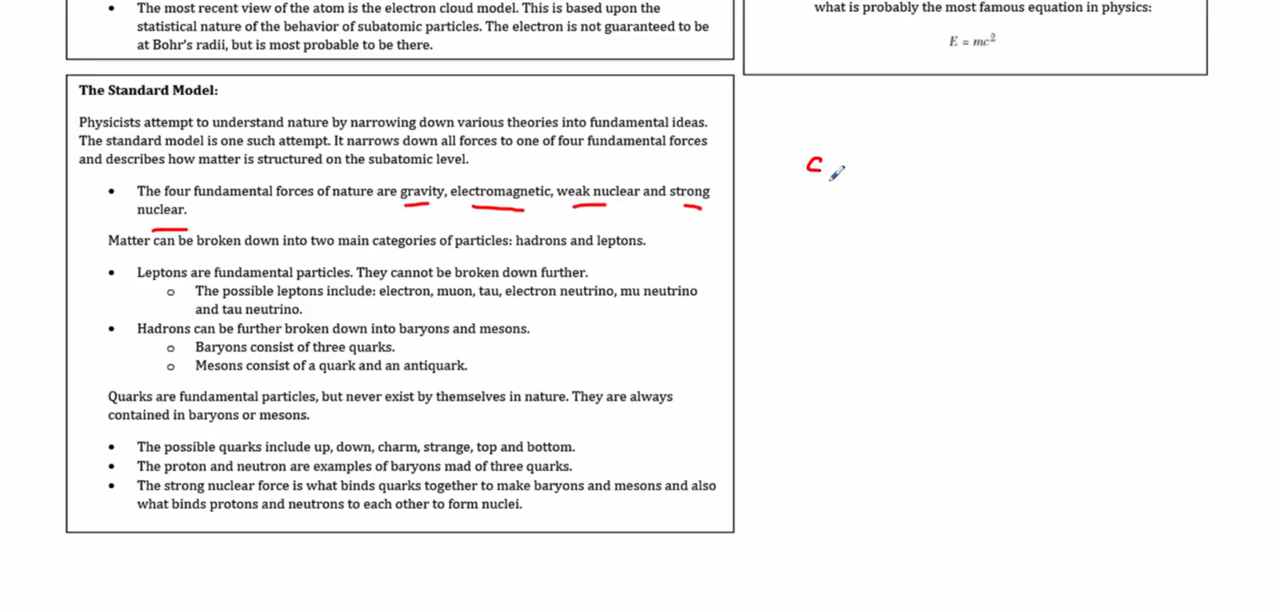 • The most recent view of the atom is the electron cloud model. This is based upon the
statistical nature of the behavior of subatomic particles. The electron is not guaranteed to be
at Bohr's radii, but is most probable to be there.
what is probably the most famous equation in physics:
E = mc²
The Standard Model:
Physicists attempt to understand nature by narrowing down various theories into fundamental ideas.
The standard model is one such attempt. It narrows down all forces to one of four fundamental forces
and describes how matter is structured on the subatomic level.
• The four fundamental forces of nature are gravity, electromagnetic, weak nuclear and strong
nuclear.
Matter can be broken down into two main categories of particles: hadrons and leptons.
• Leptons are fundamental particles. They cannot be broken down further.
o The possible leptons include: electron, muon, tau, electron neutrino, mu neutrino
and tau neutrino.
• Hadrons can be further broken down into baryons and mesons.
o Baryons consist of three quarks.
o Mesons consist of a quark and an antiquark.
Quarks are fundamental particles, but never exist by themselves in nature. They are always
contained in baryons or mesons.
• The possible quarks include up, down, charm, strange, top and bottom.
• The proton and neutron are examples of baryons mad of three quarks.
• The strong nuclear force is what binds quarks together to make baryons and mesons and also
what binds protons and neutrons to each other to form nuclei.